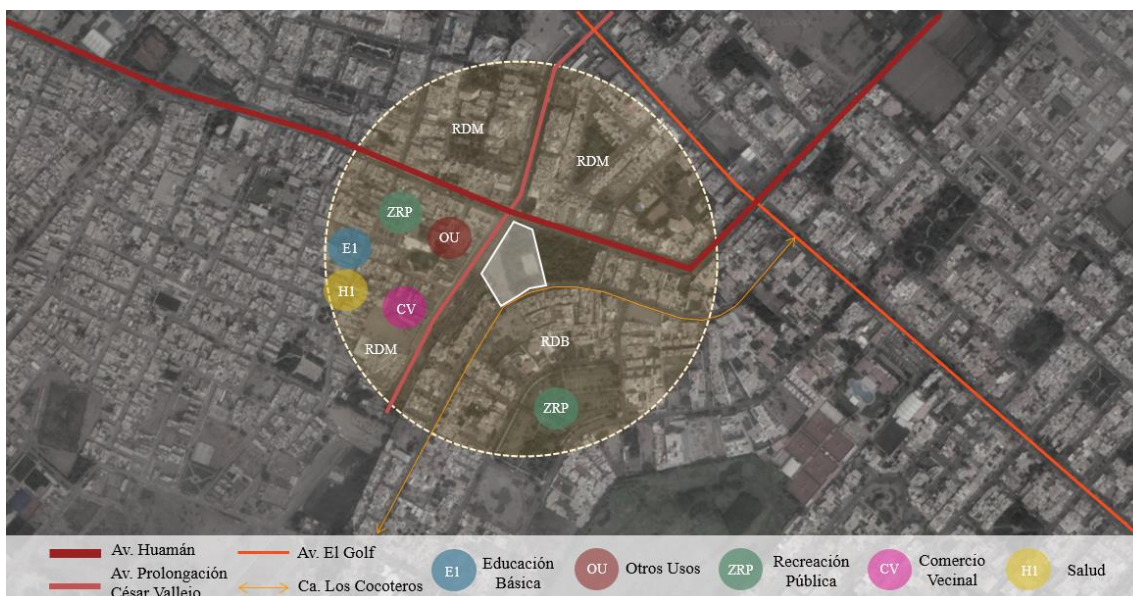 RDM
RDM
ZRP
OU
E1
H1
CV
RDM
RDB
ZRP
Av. Huamán
Av. El Golf
E1
Educación
Básica
OU
Otros Usos
ZRP
Recreación
Pública
CV
Comercio
Vecinal
H1
Salud
Av. Prolongación
César Vallejo
Ca. Los Cocoteros